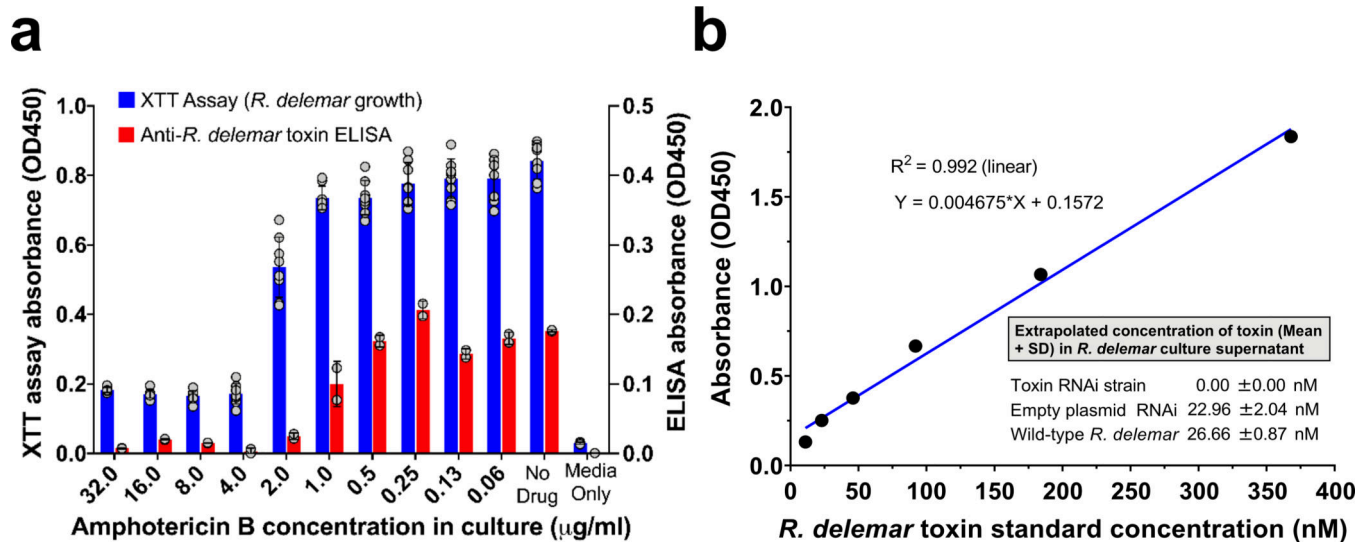 a
XTT Assay (R. delemar growth)
Anti-R. delemar toxin ELISA
XTT assay absorbance (OD450)
1.0
0.8
0.6
0.4
0.2
0.0
ELISA absorbance (OD450)
0.5
0.4
0.3
0.2
0.1
0.0
32.0
16.0
8.0
4.0
2.0
1.0
0.5
0.25
0.13
0.06
No
Drug
Media
Only
Amphotericin B concentration in culture (μg/ml)
b
Absorbance (OD450)
2.0
1.5
1.0
0.5
0.0
R2 = 0.992 (linear)
Y = 0.004675*X + 0.1572
Extrapolated concentration of toxin (Mean
+ SD) in R. delemar culture supernatant
Toxin RNAi strain 0.00 ±0.00 nM
Empty plasmid RNAi 22.96 ±2.04 nM
Wild-type R. delemar 26.66 ±0.87 nM
0 50 100 150 200 250 300 350 400
R. delemar toxin standard concentration (nM)